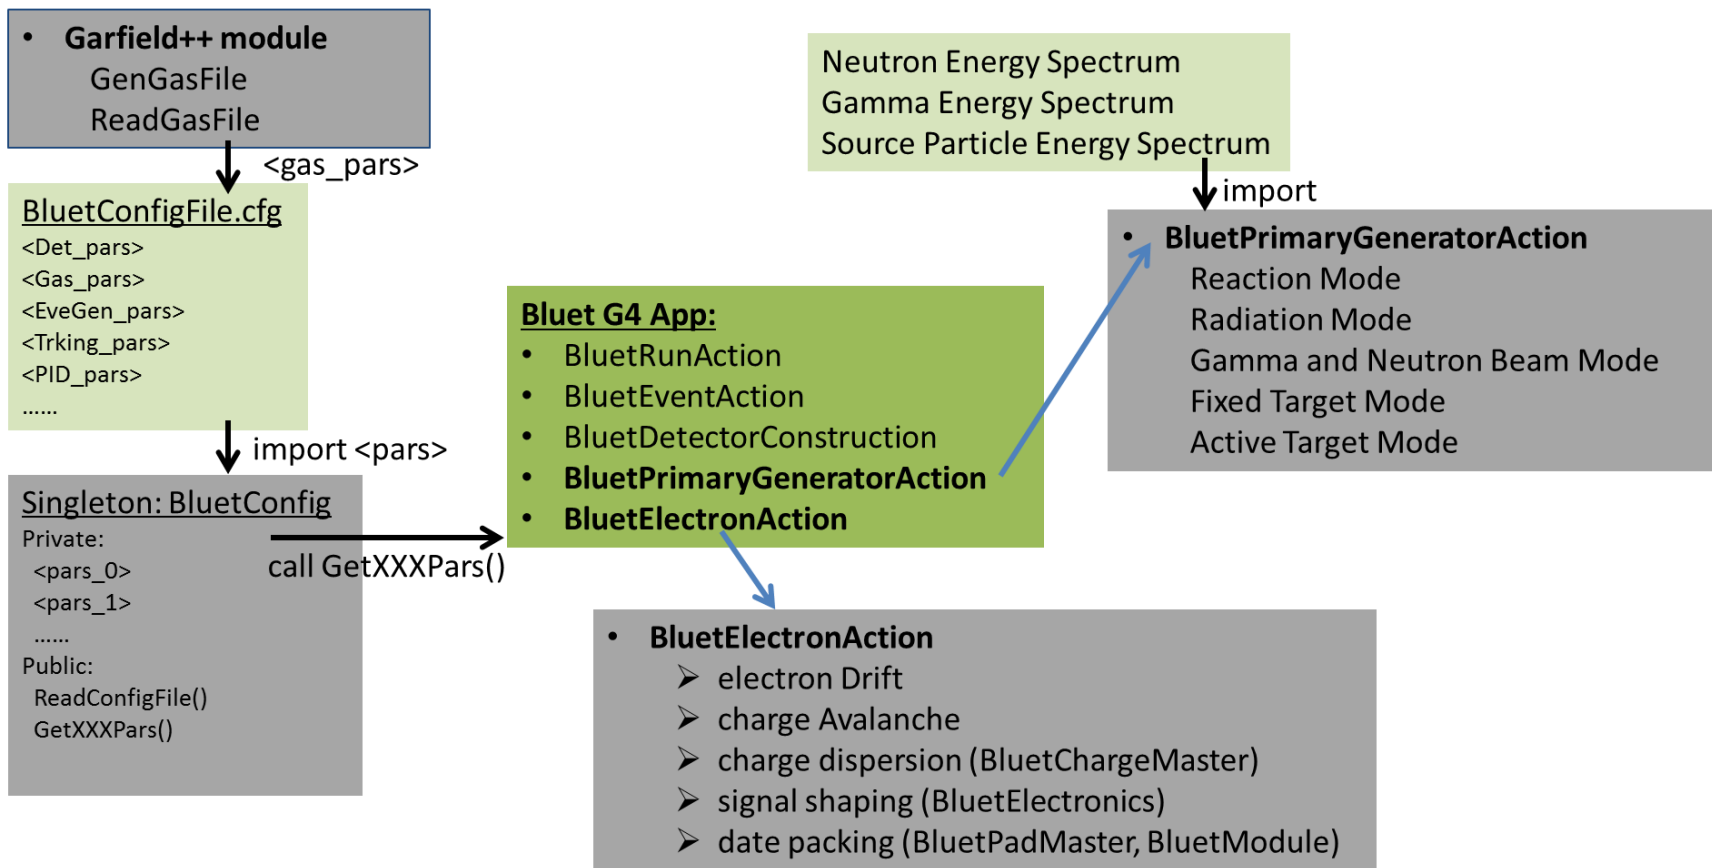 • Garfield++ module
GenGasFile
ReadGasFile
<gas_pars>
BluetConfigFile.cfg
<Det_pars>
<Gas_pars>
<EveGen_pars>
<Trking_pars>
<PID_pars>
......
import <pars>
Singleton: BluetConfig
Private:
<pars_0>
<pars_1>
......
Public:
ReadConfigFile()
GetXXXPars()
call GetXXXPars()
Bluet G4 App:
• BluetRunAction
• BluetEventAction
• BluetDetectorConstruction
• BluetPrimaryGeneratorAction
• BluetElectronAction
Neutron Energy Spectrum
Gamma Energy Spectrum
Source Particle Energy Spectrum
import
• BluetPrimaryGeneratorAction
Reaction Mode
Radiation Mode
Gamma and Neutron Beam Mode
Fixed Target Mode
Active Target Mode
• BluetElectronAction
➢ electron Drift
➢ charge Avalanche
➢ charge dispersion (BluetChargeMaster)
➢ signal shaping (BluetElectronics)
➢ date packing (BluetPadMaster, BluetModule)